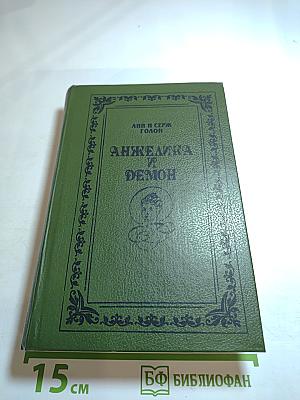 АНН И СЕРЖ
ГОЛОН
АНЖЕЛИКА
И
ДЕМОН
15 см
БФ БИБЛИОФАН